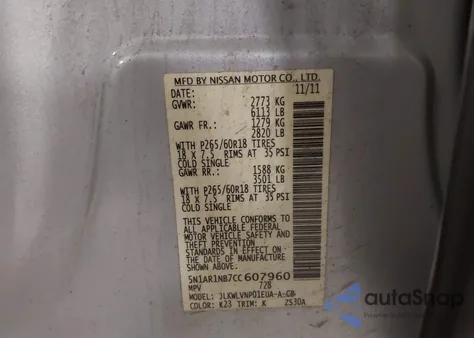 MFD BY NISSAN MOTOR CO., LTD.
DATE: 11/11
GVWR: 2773 KG
6113 LB
GAWR FR.: 1279 KG
2820 LB
WITH P265/60R18 TIRES
18 X 7.5 RIMS AT 35 PSI
COLD SINGLE
GAWR RR.: 1588 KG
3501 LB
WITH P265/60R18 TIRES
18 X 7.5 RIMS AT 35 PSI
COLD SINGLE
THIS VEHICLE CONFORMS TO
ALL APPLICABLE FEDERAL
MOTOR VEHICLE SAFETY AND
THEFT PREVENTION
STANDARDS IN EFFECT ON
THE DATE OF MANUFACTURE
SHOWN ABOVE.
5N1AR1NB7CC607960
MPV 728
MODEL: JLKWLVNP01EUA-A-GB
COLOR: K23 TRIM: K Z530A
autoSnap